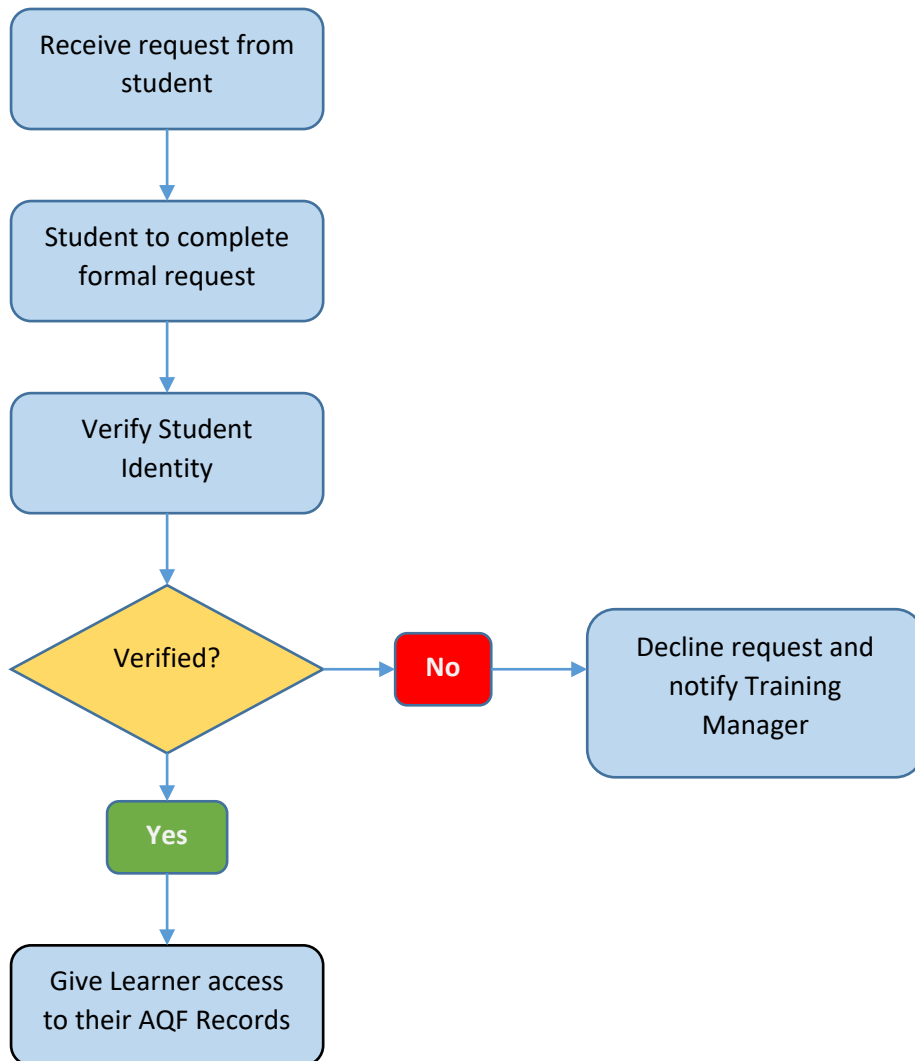 Receive request from
student
Student to complete
formal request
Verify Student
Identity
Verified?
No
Decline request and
notify Training
Manager
Yes
Give Learner access
to their AQF Records